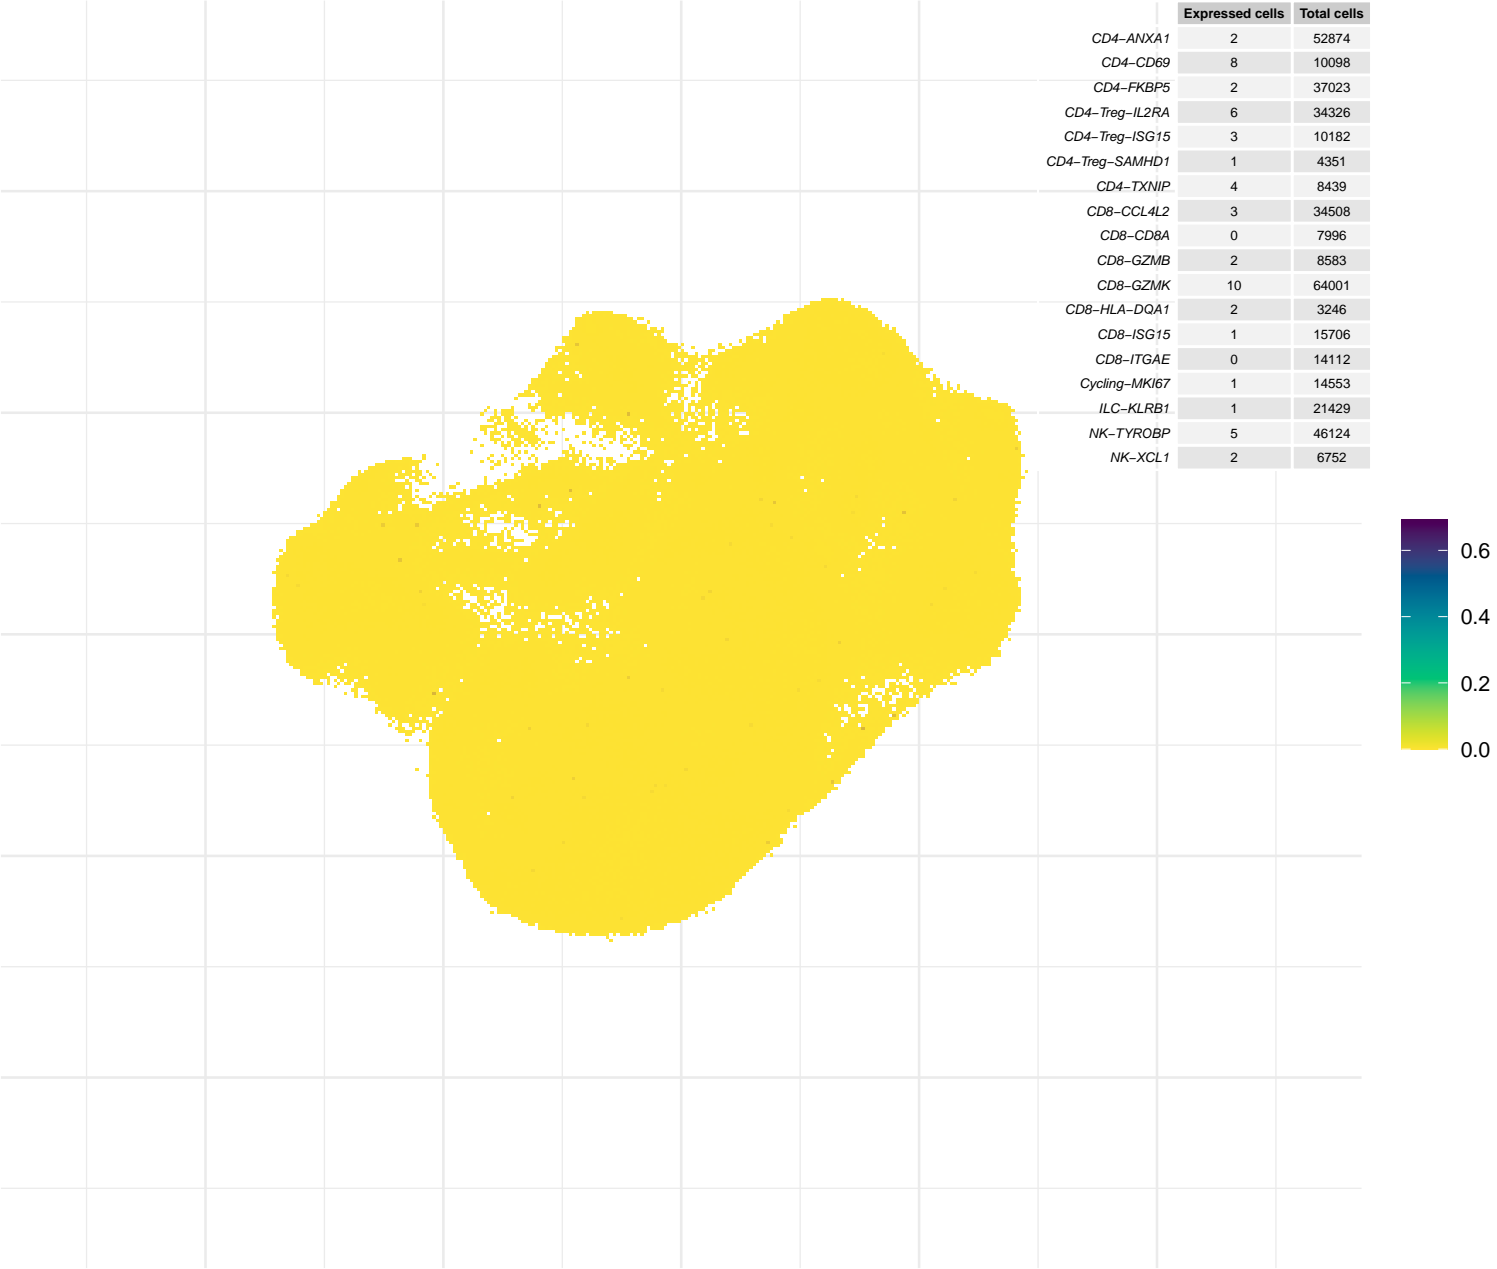 Expressed cells Total cells
CD4−ANXA1 2 52874
CD4−CD69 8 10098
CD4−FKBP5 2 37023
CD4−Treg−IL2RA 6 34326
CD4−Treg−ISG15 3 10182
CD4−Treg−SAMHD1 1 4351
CD4−TXNIP 4 8439
CD8−CCL4L2 3 34508
CD8−CD8A 0 7996
CD8−GZMB 2 8583
CD8−GZMK 10 64001
CD8−HLA−DQA1 2 3246
CD8−ISG15 1 15706
CD8−ITGAE 0 14112
Cycling−MKI67 1 14553
ILC−KLRB1 1 21429
NK−TYROBP 5 46124
NK−XCL1 2 6752
0.6
0.4
0.2
0.0